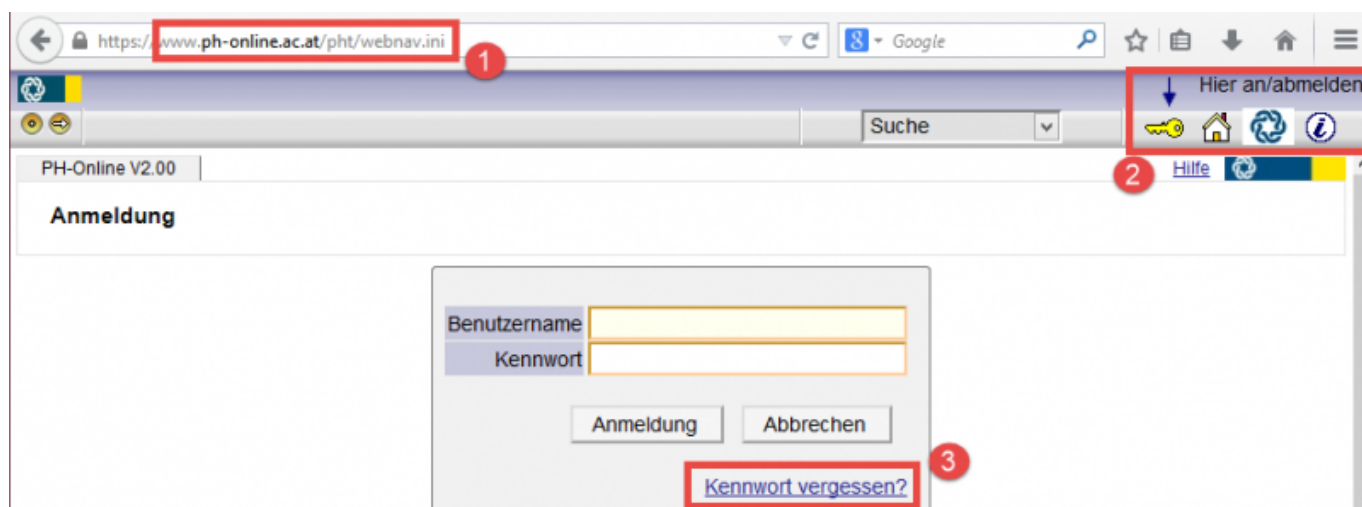 https://www.ph-online.ac.at/pht/webnav.ini
8 Google
1
Hier an/abmelden
Suche
i
PH-Online V2.00
2
Hilfe
Anmeldung
Benutzername
Kennwort
Anmeldung Abbrechen
3
Kennwort vergessen?